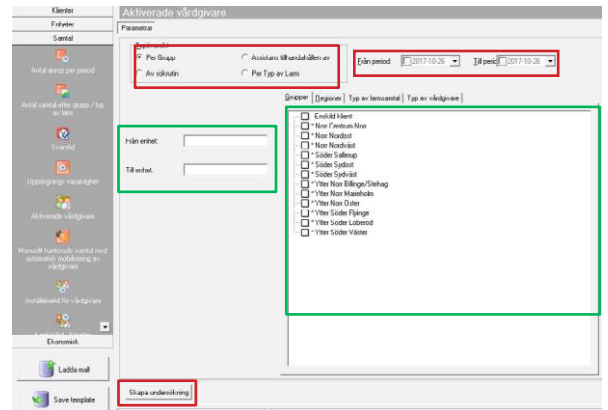 Klienter
Enheter
Samtal
Antal anrop per period
Antal samtal efter grupp / typ
av larm
Svarstid
Uppringnings varaktighet
Aktiverade vårdgivare
Manuellt hanterade samtal med
automatisk mobilisering av
vårdgivare
Inställelsetid för vårdgivare
Ekonomisk
Ladda mall
Save template
Aktiverade vårdgivare
Parametrar
Per Grupp
Assistans tillhandahållen av
Av sökrutin
Per Typ av Larm
Från period:
2017-10-26
Till period
2017-10-26
Från enhet:
Till enhet:
Grupper
Regioner
Typ av larmsamtal
Typ av vårdgivare
Enskild klient
* Norr Centrum Norr
* Norr Nordost
* Norr Nordväst
* Söder Sallerup
* Söder Sydost
* Söder Sydväst
* Ytter Norr Billinge/Stehag
* Ytter Norr Marieholm
* Ytter Norr Öster
* Ytter Söder Flyinge
* Ytter Söder Löberöd
* Ytter Söder Väster
Skapa undersökning